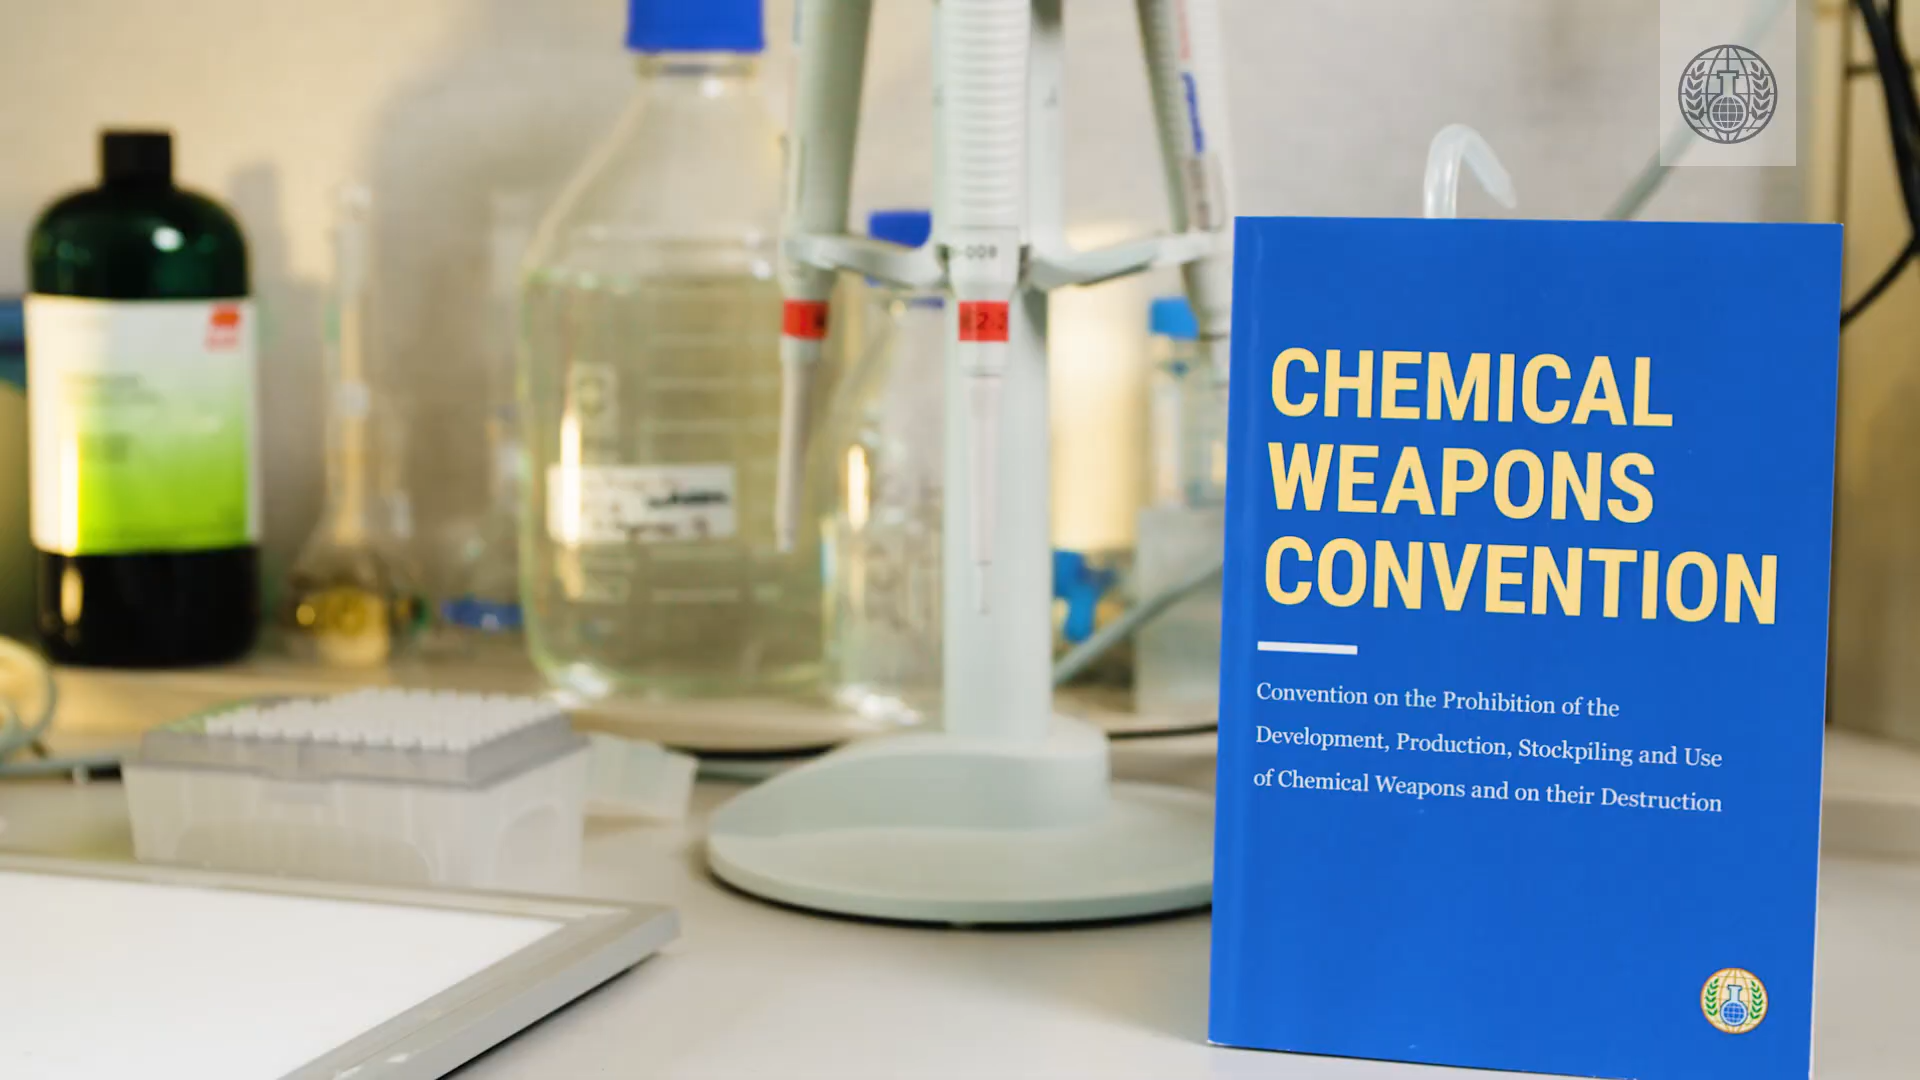 CHEMICAL
WEAPONS
CONVENTION
Convention on the Prohibition of the
Development, Production, Stockpiling and Use
of Chemical Weapons and on their Destruction